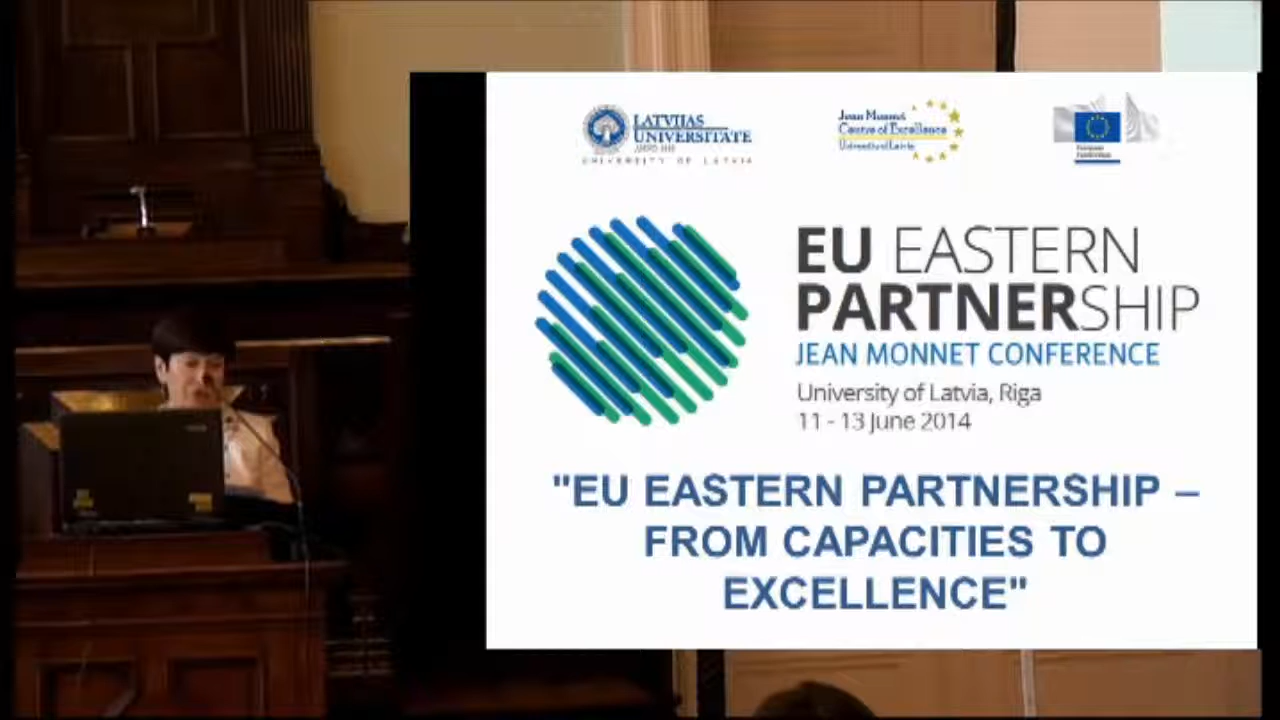 LATVIJAS
UNIVERSITATE
UNIVERSITY OF LATVIA
Jean Monnet
Centre of Excellence
University of Latvia
EU EASTERN
PARTNERSHIP
JEAN MONNET CONFERENCE
University of Latvia, Riga
11 - 13 June 2014
"EU EASTERN PARTNERSHIP –
FROM CAPACITIES TO
EXCELLENCE"